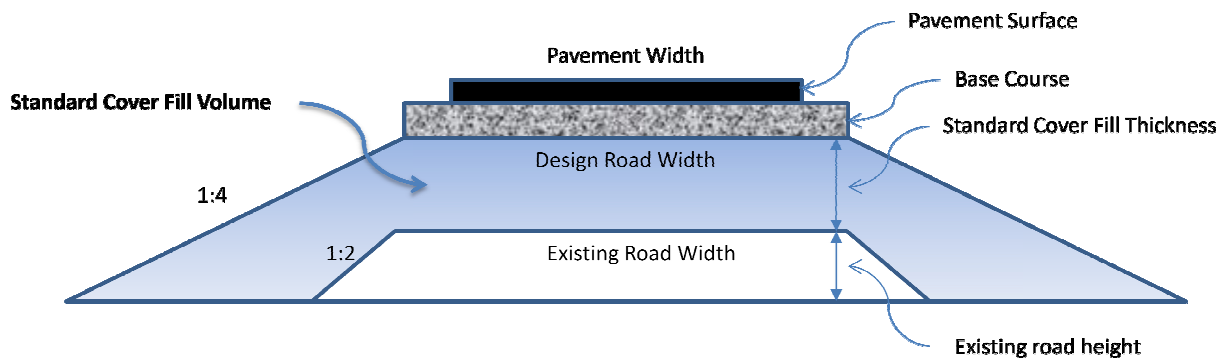 Pavement Surface
Pavement Width
Base Course
Standard Cover Fill Volume
Standard Cover Fill Thickness
Design Road Width
1:4
1:2
Existing Road Width
Existing road height